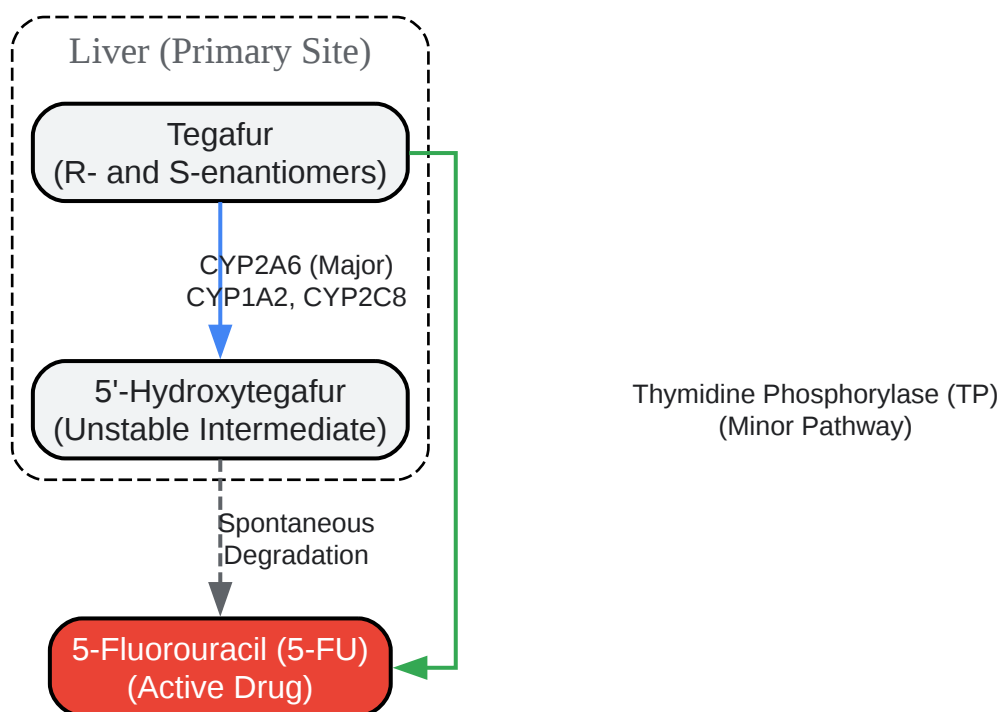 Liver (Primary Site)
Tegafur
(R- and S-enantiomers)
CYP2A6 (Major)
CYP1A2, CYP2C8
5'-Hydroxytegafur
(Unstable Intermediate)
Thymidine Phosphorylase (TP)
(Minor Pathway)
Spontaneous
Degradation
5-Fluorouracil (5-FU)
(Active Drug)